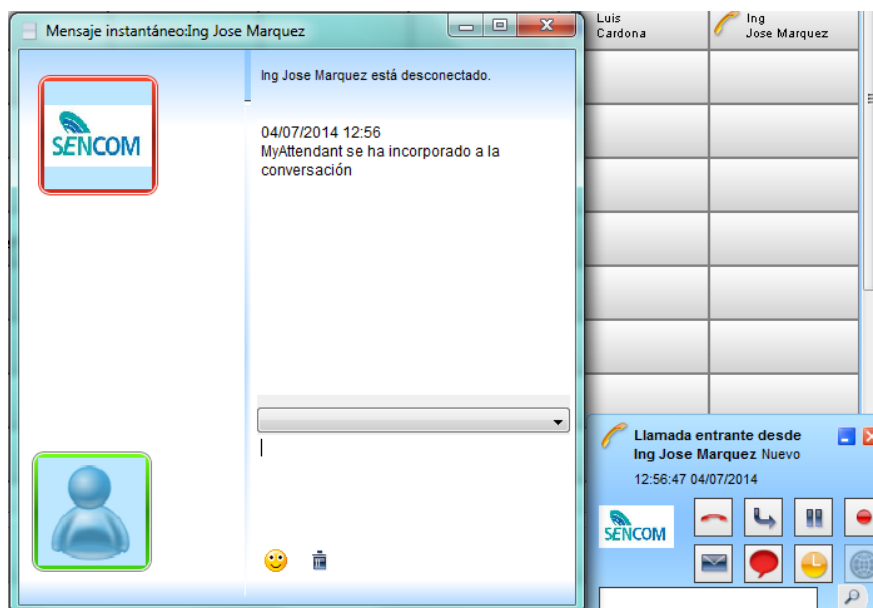 Mensaje instantáneo:Ing Jose Marquez
Ing Jose Marquez está desconectado.
SENCOM
04/07/2014 12:56
MyAttendant se ha incorporado a la
conversación
Luis
Cardona
Ing
Jose Marquez
Llamada entrante desde
Ing Jose Marquez Nuevo
12:56:47 04/07/2014
SENCOM